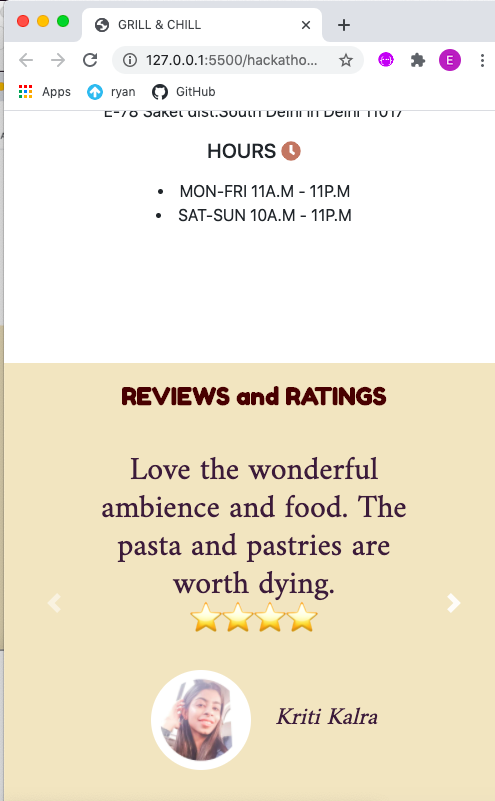 GRILL & CHILL
127.0.0.1:5500/hackatho...
E
Apps ryan GitHub
E-78 Saket dist.South Delhi in Delhi 11017
HOURS
• MON-FRI 11A.M - 11P.M
• SAT-SUN 10A.M - 11P.M
REVIEWS and RATINGS
Love the wonderful
ambience and food. The
pasta and pastries are
worth dying.
Kriti Kalra